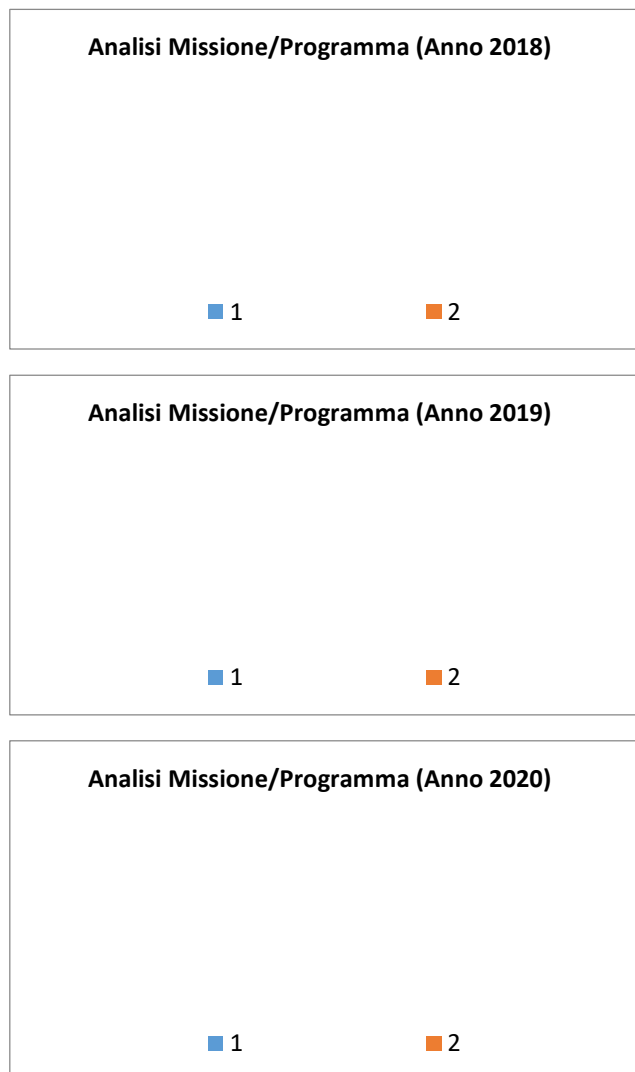 Analisi Missione/Programma (Anno 2018)
1 2
Analisi Missione/Programma (Anno 2019)
1 2
Analisi Missione/Programma (Anno 2020)
1 2